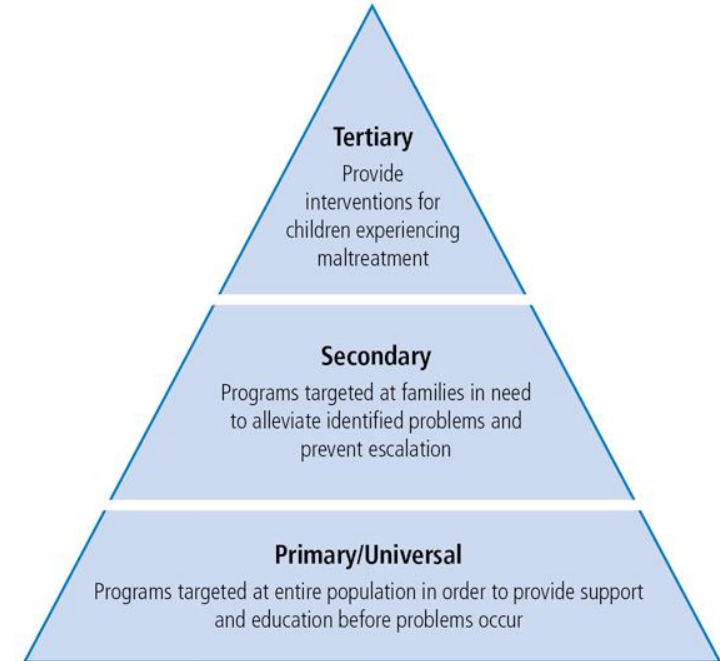 Tertiary
Provide
interventions for
children experiencing
maltreatment
Secondary
Programs targeted at families in need
to alleviate identified problems and
prevent escalation
Primary/Universal
Programs targeted at entire population in order to provide support
and education before problems occur